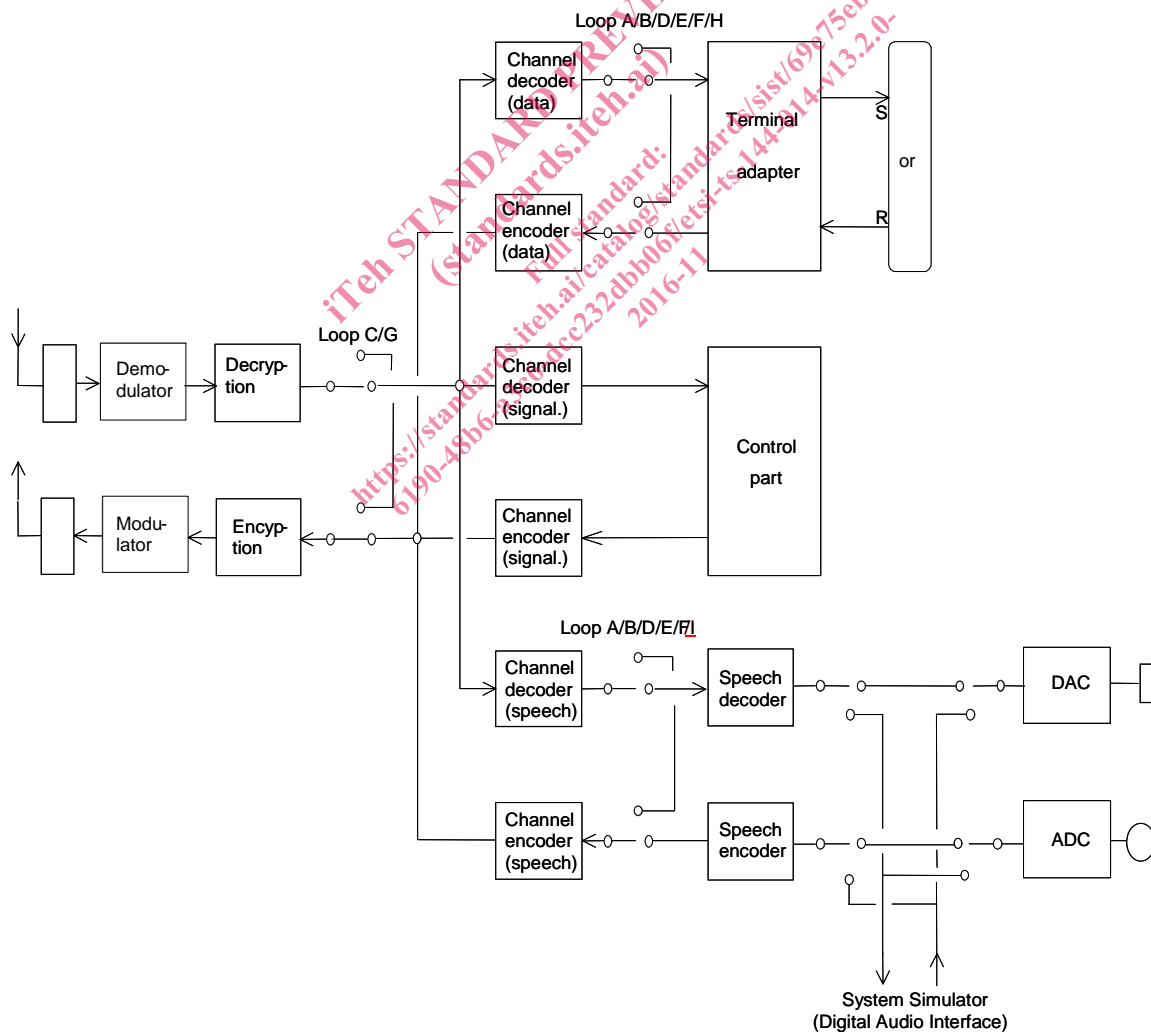 Loop A/B/D/E/F/H
Channel
decoder
(data)
Terminal
adapter
S
R
or
Channel
encoder
(data)
Loop C/G
Demo-
dulator
Decryp-
tion
Channel
decoder
(signal.)
Control
part
Modu-
lator
Encyp-
tion
Channel
encoder
(signal.)
Loop A/B/D/E/F/I
Channel
decoder
(speech)
Speech
decoder
DAC
Channel
encoder
(speech)
Speech
encoder
ADC
System Simulator
(Digital Audio Interface)
iTeh STANDARD PREVI
(standards.iteh.ai)
Full standard:
https://standards.iteh.ai/catalog/standards/sist/69e75eb
dcc232dbb06f/etsi-ts-144-014-v13.2.0-
2016-11